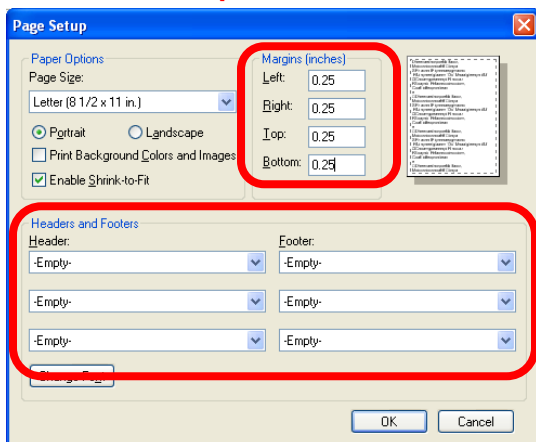 Page Setup
Paper Options
Page Size:
Letter (8 1/2 x 11 in.)
Portrait Landscape
Print Background Colors and Images
Enable Shrink-to-Fit
Margins (inches)
Left: 0.25
Right: 0.25
Top: 0.25
Bottom: 0.25
Headers and Footers
Header: Footer:
-Empty- -Empty-
-Empty- -Empty-
-Empty- -Empty-
Change Font
OK Cancel